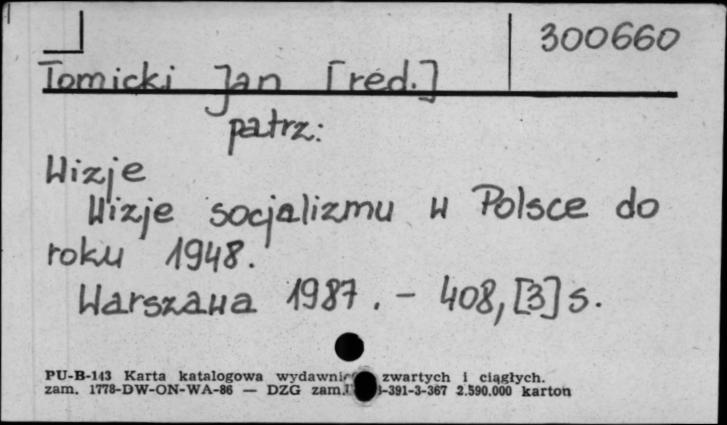 300660
Tomicki Jan [red.]
patrz:
Wizje
Wizje socjalizmu w Polsce do
roku 1948.
Warszawa 1987. – 408, [3] s.
PU-B-143 Karta katalogowa zwartych i ciągłych.
zam. 1778-DW-ON-WA-86 — DZG zam. -391-3-367 2.590.000 karton